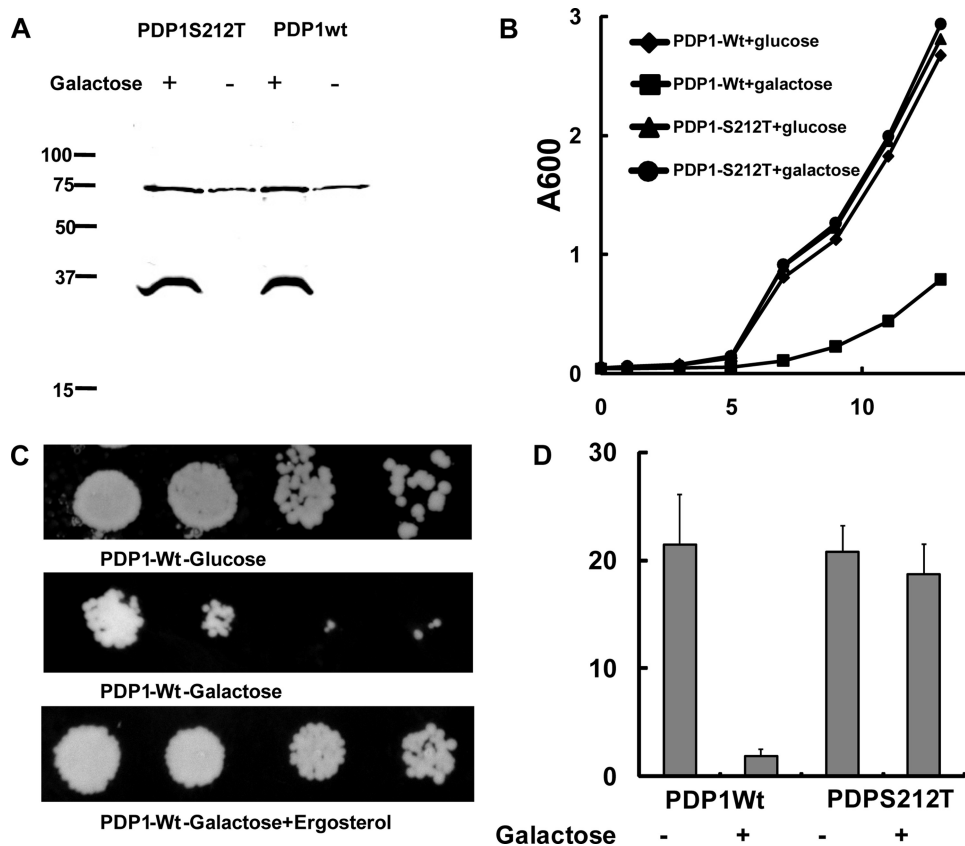 A
PDP1S212T PDP1wt
Galactose + - + -
100
75
50
37
15
B
PDP1-Wt+glucose
PDP1-Wt+galactose
PDP1-S212T+glucose
PDP1-S212T+galactose
A600
3
2
1
0
0 5 10
C
PDP1-Wt-Glucose
PDP1-Wt-Galactose
PDP1-Wt-Galactose+Ergosterol
D
30
20
10
0
PDP1Wt PDPS212T
Galactose - + - +